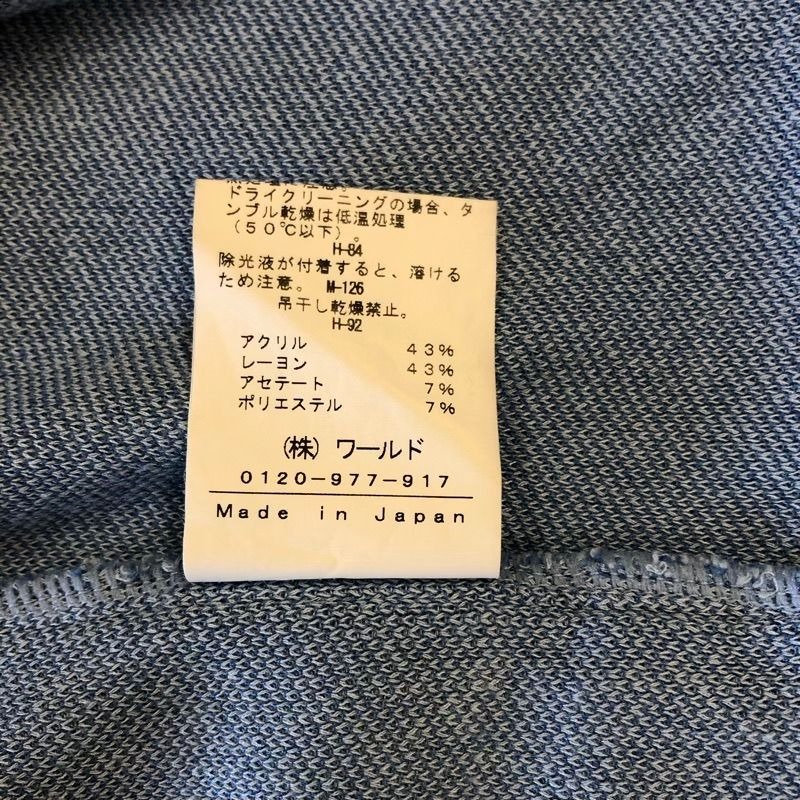 ドライクリーニングの場合、タ
ンブル乾燥は低温処理
（５０℃以下）。
H-84
除光液が付着すると、溶ける
ため注意。 M-126
吊干し乾燥禁止。
H-92
アクリル 43%
レーヨン 43%
アセテート 7%
ポリエステル 7%
(株) ワールド
0120-977-917
Made in Japan